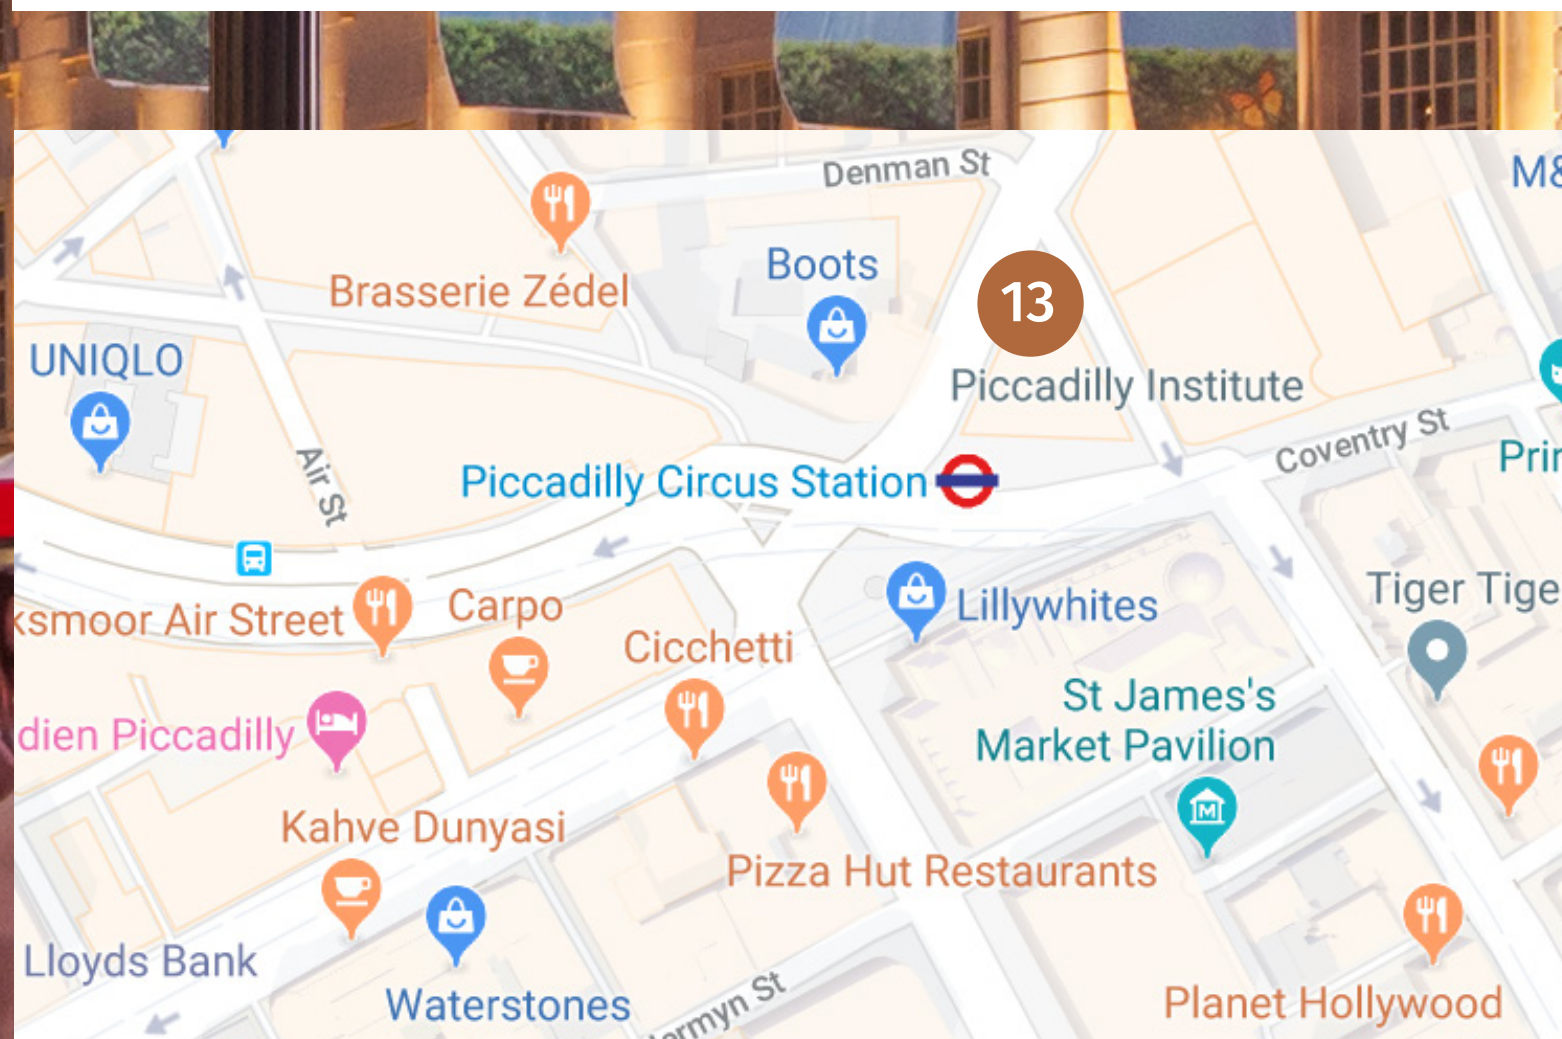 Denman St
M&
Boots
Brasserie Zédel
13
UNIQLO
Piccadilly Institute
Coventry St
Air St
Piccadilly Circus Station
Prin
Tiger Tige
ksmoor Air Street
Carpo
Lillywhites
Cicchetti
St James's
Market Pavilion
dien Piccadilly
Kahve Dunyasi
Pizza Hut Restaurants
Lloyds Bank
Waterstones
ermyn St
Planet Hollywood